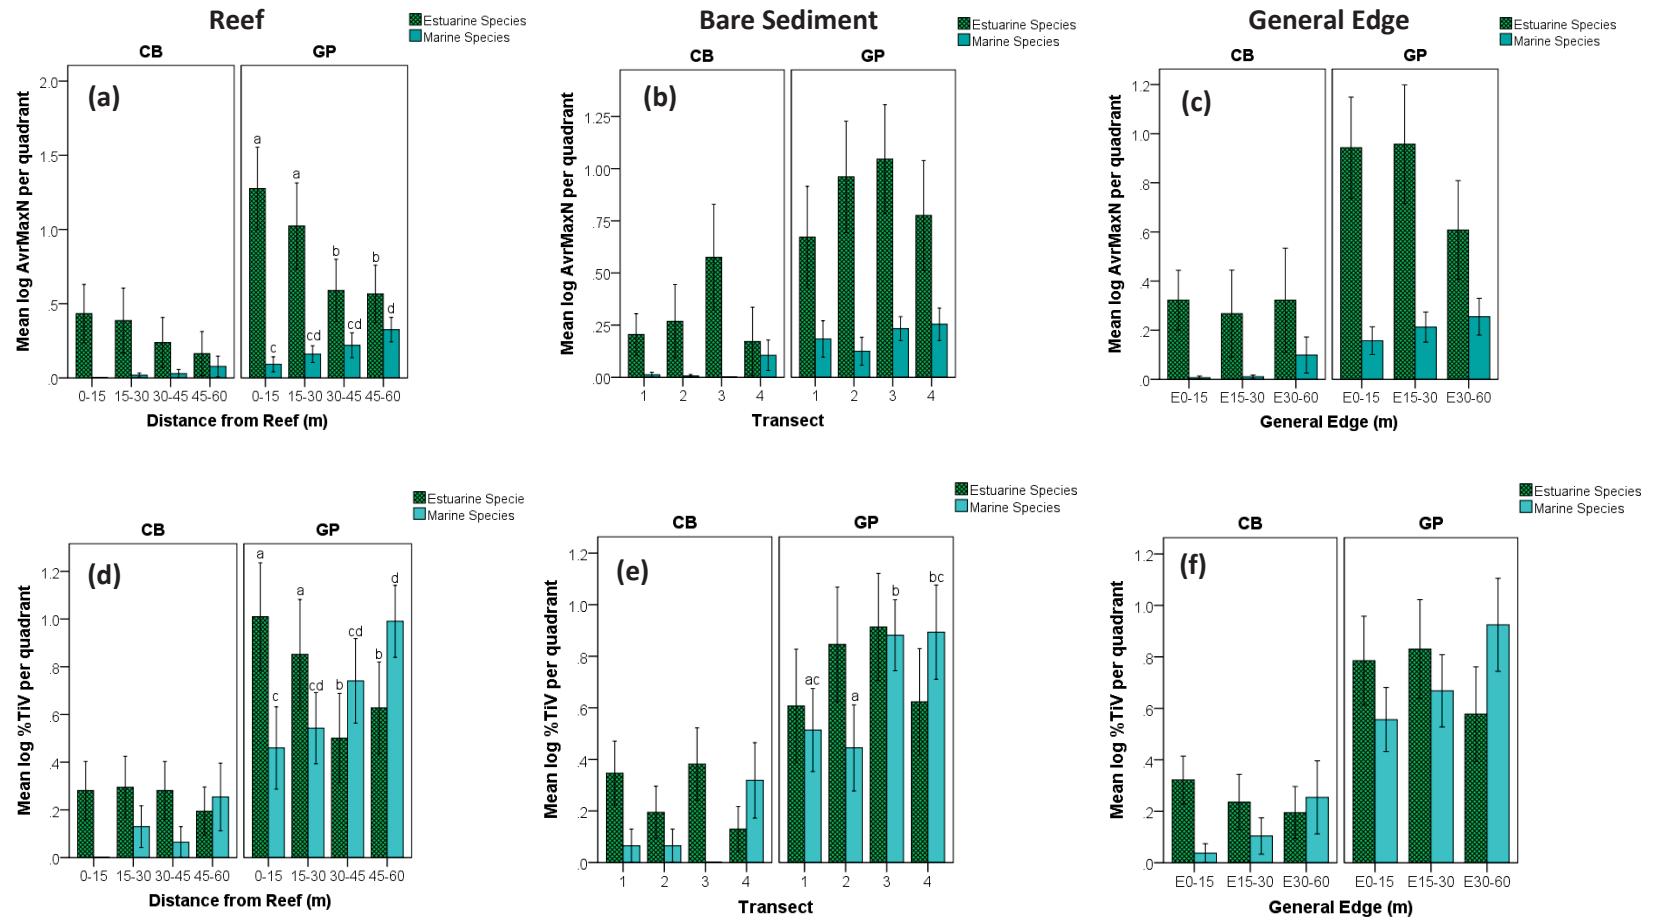 Reef
Estuarine Species
Marine Species
CB
GP
(a)
2.0
1.5
1.0
.5
.0
Mean log AvrMaxN per quadrant
a
a
b
b
c
cd
cd
d
0-15
15-30
30-45
45-60
0-15
15-30
30-45
45-60
Distance from Reef (m)
Bare Sediment
Estuarine Species
Marine Species
CB
GP
(b)
1.25
1.00
.75
.50
.25
.00
Mean log AvrMaxN per quadrant
1
2
3
4
1
2
3
4
Transect
General Edge
Estuarine Species
Marine Species
CB
GP
(c)
1.2
1.0
.8
.6
.4
.2
.0
Mean log AvrMaxN per quadrant
E0-15
E15-30
E30-60
E0-15
E15-30
E30-60
General Edge (m)
Estuarine Specie
Marine Species
CB
GP
(d)
1.2
1.0
.8
.6
.4
.2
.0
Mean log %TiV per quadrant
a
c
a
cd
b
cd
b
d
0-15
15-30
30-45
45-60
0-15
15-30
30-45
45-60
Distance from Reef (m)
Estuarine Species
Marine Species
CB
GP
(e)
1.2
1.0
.8
.6
.4
.2
.0
Mean log %TiV per quadrant
ac
a
b
bc
1
2
3
4
1
2
3
4
Transect
Estuarine Species
Marine Species
CB
GP
(f)
1.2
1.0
.8
.6
.4
.2
.0
Mean log %TiV per quadrant
E0-15
E15-30
E30-60
E0-15
E15-30
E30-60
General Edge (m)